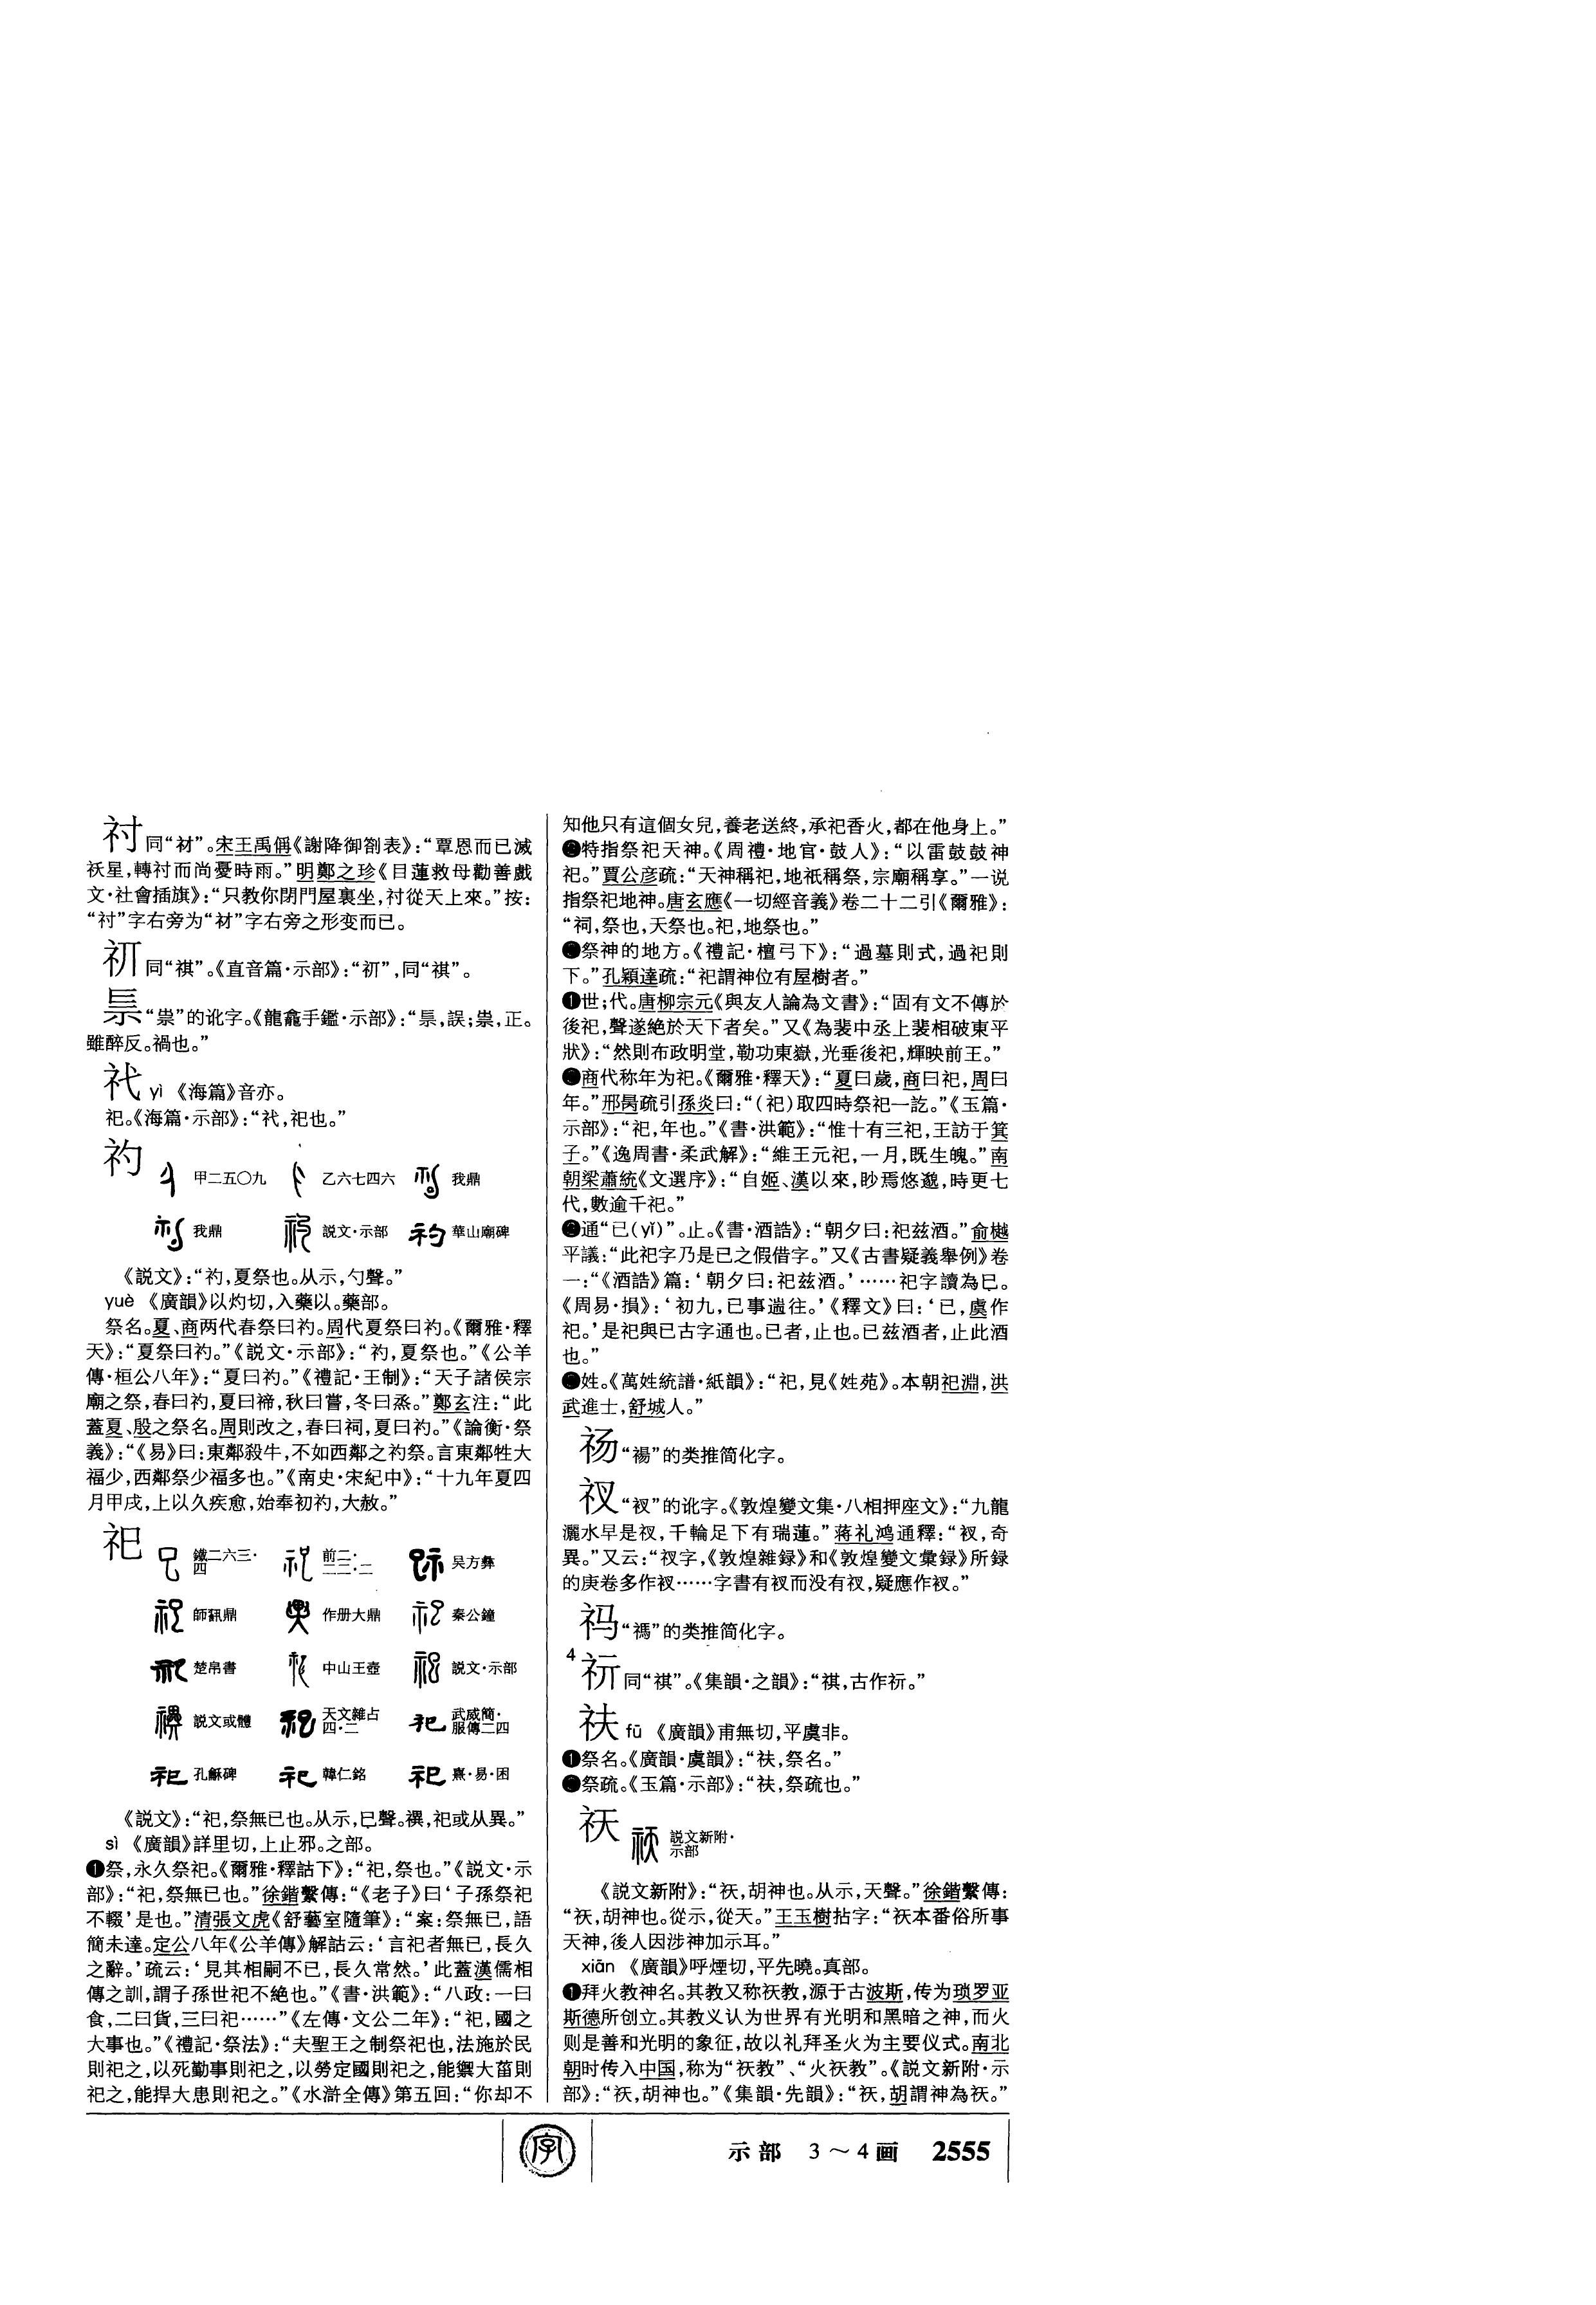 祔同“䄣”。宋王禹偁《謝降御劄表》：“覃恩而已滅
祅星，轉衬而尚憂時雨。”明鄭之珍《目蓮救母勸善戲
文·社會插旗》：“只教你閉門屋裏坐，衬從天上來。”按：
字右旁为字右旁之形变而已。
同“祺”。《直音篇·示部》：同“祺”。
“祟”的讹字。《龍龕手鑑·示部》：誤；祟，正。
雖醉反。禍也。”
yì 《海篇》音亦。
祀。《海篇·示部》：祀也。”
礿 甲二五〇九 乙六七四六 我鼎
我鼎 説文·示部 華山廟碑
《説文》：“礿，夏祭也。从示，勺聲。”
yuè 《廣韻》以灼切，入藥以。藥部。
祭名。夏、商两代春祭曰礿。周代夏祭曰礿。《爾雅·釋
天》：“夏祭曰礿。”《説文·示部》：“礿，夏祭也。”《公羊
傳·桓公八年》：“夏曰礿。”《禮記·王制》：“天子諸侯宗
廟之祭，春曰礿，夏曰禘，秋曰嘗，冬曰烝。”鄭玄注：“此
蓋夏、殷之祭名。周則改之，春曰祠，夏曰礿。”《論衡·祭
義》：“《易》曰：東鄰殺牛，不如西鄰之礿祭。言東鄰牲大
福少，西鄰祭少福多也。”《南史·宋紀中》：“十九年夏四
月甲戌，上以久疾愈，始奉初礿，大赦。”
祀 鐵二六三·四 前二·二二·二 吴方彝
師𩛥鼎 作册大鼎 秦公鐘
楚帛書 中山王壺 説文·示部
説文或體 天文雜占四·二 武威簡·服傳二四
孔龢碑 韓仁銘 熹·易·困
《説文》：“祀，祭無已也。从示，巳聲。禩，祀或从異。”
sì 《廣韻》詳里切，上止邪。之部。
❶祭，永久祭祀。《爾雅·釋詁下》：“祀，祭也。”《説文·示
部》：“祀，祭無已也。”徐鍇繫傳：“《老子》曰‘子孫祭祀
不輟’是也。”清張文虎《舒藝室隨筆》：“案：祭無已，語
簡未達。定公八年《公羊傳》解詁云：‘言祀者無已，長久
之辭。’疏云：‘見其相嗣不已，長久常然。’此蓋漢儒相
傳之訓，謂子孫世祀不絶也。”《書·洪範》：“八政：一曰
食，二曰貨，三曰祀……”《左傳·文公二年》：“祀，國之
大事也。”《禮記·祭法》：“夫聖王之制祭祀也，法施於民
則祀之，以死勤事則祀之，以勞定國則祀之，能禦大菑則
祀之，能捍大患則祀之。”《水滸全傳》第五回：“你却不
知他只有這個女兒，養老送終，承祀香火，都在他身上。”
特指祭祀天神。《周禮·地官·鼓人》：“以雷鼓鼓神
祀。”賈公彦疏：“天神稱祀，地祇稱祭，宗廟稱享。”一说
指祭祀地神。唐玄應《一切經音義》卷二十二引《爾雅》：
“祠，祭也，天祭也。祀，地祭也。”
祭神的地方。《禮記·檀弓下》：“過墓則式，過祀則
下。”孔穎達疏：“祀謂神位有屋樹者。”
世；代。唐柳宗元《與友人論為文書》：“固有文不傳於
後祀，聲遂絶於天下者矣。”又《為裴中丞上裴相破東平
狀》：“然則布政明堂，勒功東嶽，光垂後祀，輝映前王。”
商代称年为祀。《爾雅·釋天》：“夏曰歲，商曰祀，周曰
年。”邢昺疏引孫炎曰：“（祀）取四時祭祀一訖。”《玉篇·
示部》：“祀，年也。”《書·洪範》：“惟十有三祀，王訪于箕
子。”《逸周書·柔武解》：“維王元祀，一月，既生魄。”南
朝梁蕭統《文選序》：“自姬、漢以來，眇焉悠邈，時更七
代，數逾千祀。”
通“已（yǐ）”。止。《書·酒誥》：“朝夕曰：祀兹酒。”俞樾
平議：“此祀字乃是已之假借字。”又《古書疑義舉例》卷
一：“《酒誥》篇：‘朝夕曰：祀兹酒。’……祀字讀為已。
《周易·損》：‘初九，已事遄往。’《釋文》曰：‘已，虞作
祀。’是祀與已古字通也。已者，止也。已兹酒者，止此酒
也。”
姓。《萬姓統譜·紙韻》：“祀，見《姓苑》。本朝祀淵，洪
武進士，舒城人。”
“禓”的类推简化字。
“衩”的讹字。《敦煌變文集·八相押座文》：“九龍
灑水早是衩，千輪足下有瑞蓮。”蒋礼鸿通釋：“衩，奇
異。”又云：“衩字，《敦煌雜録》和《敦煌變文彙録》所録
的庚卷多作衩……字書有衩而没有衩，疑應作衩。”
祃“禡”的类推简化字。
4
同“祺”。《集韻·之韻》：“祺，古作
祆 fū 《廣韻》甫無切，平虞非。
❶祭名。《廣韻·虞韻》：“衭，祭名。”
祭疏。《玉篇·示部》：“衭，祭疏也。”
祆 説文新附·示部
《説文新附》：“祆，胡神也。从示，天聲。”徐鍇繫傳：
“祆，胡神也。從示，從天。”王玉樹拈字：“祆本番俗所事
天神，後人因涉神加示耳。”
xiān 《廣韻》呼煙切，平先曉。真部。
❶拜火教神名。其教又称祆教，源于古波斯，传为琐罗亚
斯德所创立。其教义认为世界有光明和黑暗之神，而火
则是善和光明的象征，故以礼拜圣火为主要仪式。南北
朝时传入中国，称为“祆教”、“火祆教”。《説文新附·示
部》：“祆，胡神也。”《集韻·先韻》：“祆，胡謂神為祆。”
字
示部 3～4画 2555